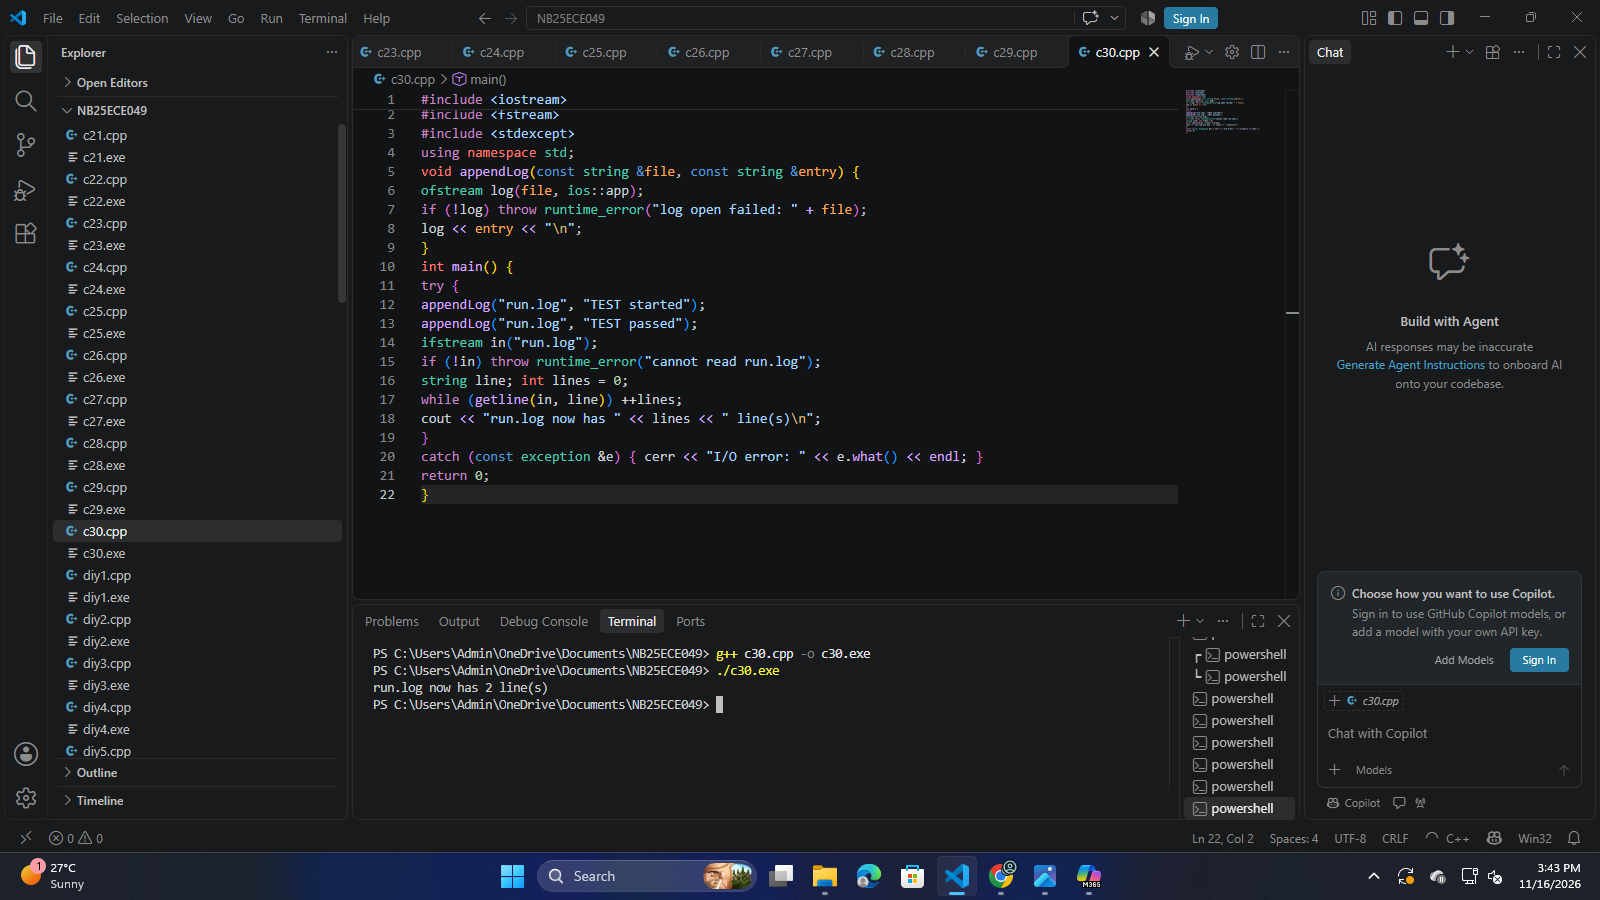 File Edit Selection View Go Run Terminal Help
NB25ECE049
Sign In
Explorer
Open Editors
NB25ECE049
c21.cpp
c21.exe
c22.cpp
c22.exe
c23.cpp
c23.exe
c24.cpp
c24.exe
c25.cpp
c25.exe
c26.cpp
c26.exe
c27.cpp
c27.exe
c28.cpp
c28.exe
c29.cpp
c29.exe
c30.cpp
c30.exe
diy1.cpp
diy1.exe
diy2.cpp
diy2.exe
diy3.cpp
diy3.exe
diy4.cpp
diy4.exe
diy5.cpp
Outline
Timeline
c23.cpp c24.cpp c25.cpp c26.cpp c27.cpp c28.cpp c29.cpp c30.cpp
c30.cpp main()
1 #include <iostream>
2 #include <fstream>
3 #include <stdexcept>
4 using namespace std;
5 void appendLog(const string &file, const string &entry) {
6 ofstream log(file, ios::app);
7 if (!log) throw runtime_error("log open failed: " + file);
8 log << entry << "\n";
9 }
10 int main() {
11 try {
12 appendLog("run.log", "TEST started");
13 appendLog("run.log", "TEST passed");
14 ifstream in("run.log");
15 if (!in) throw runtime_error("cannot read run.log");
16 string line; int lines = 0;
17 while (getline(in, line)) ++lines;
18 cout << "run.log now has " << lines << " line(s)\n";
19 }
20 catch (const exception &e) { cerr << "I/O error: " << e.what() << endl; }
21 return 0;
22 }
Problems Output Debug Console Terminal Ports
PS C:\Users\Admin\OneDrive\Documents\NB25ECE049> g++ c30.cpp -o c30.exe
PS C:\Users\Admin\OneDrive\Documents\NB25ECE049> ./c30.exe
run.log now has 2 line(s)
PS C:\Users\Admin\OneDrive\Documents\NB25ECE049>
powershell
powershell
powershell
powershell
powershell
powershell
powershell
powershell
Chat
Build with Agent
AI responses may be inaccurate
Generate Agent Instructions to onboard AI
onto your codebase.
Choose how you want to use Copilot.
Sign in to use GitHub Copilot models, or
add a model with your own API key.
Add Models Sign In
c30.cpp
Chat with Copilot
Models
Copilot
0 0
Ln 22, Col 2 Spaces: 4 UTF-8 CRLF C++ Win32
1
27°C
Sunny
Search
M365
3:43 PM
11/16/2026